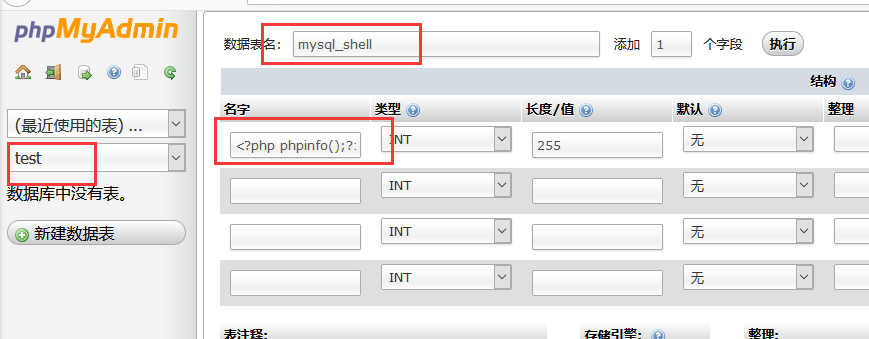 phpMyAdmin
(最近使用的表) ...
test
数据库中没有表。
新建数据表
数据表名: mysql_shell 添加 1 个字段 执行
结构
名字 类型 长度/值 默认 整理
<?php phpinfo();?: INT 255 无
INT 无
INT 无
INT 无
表注释: 存储引擎: 整理: